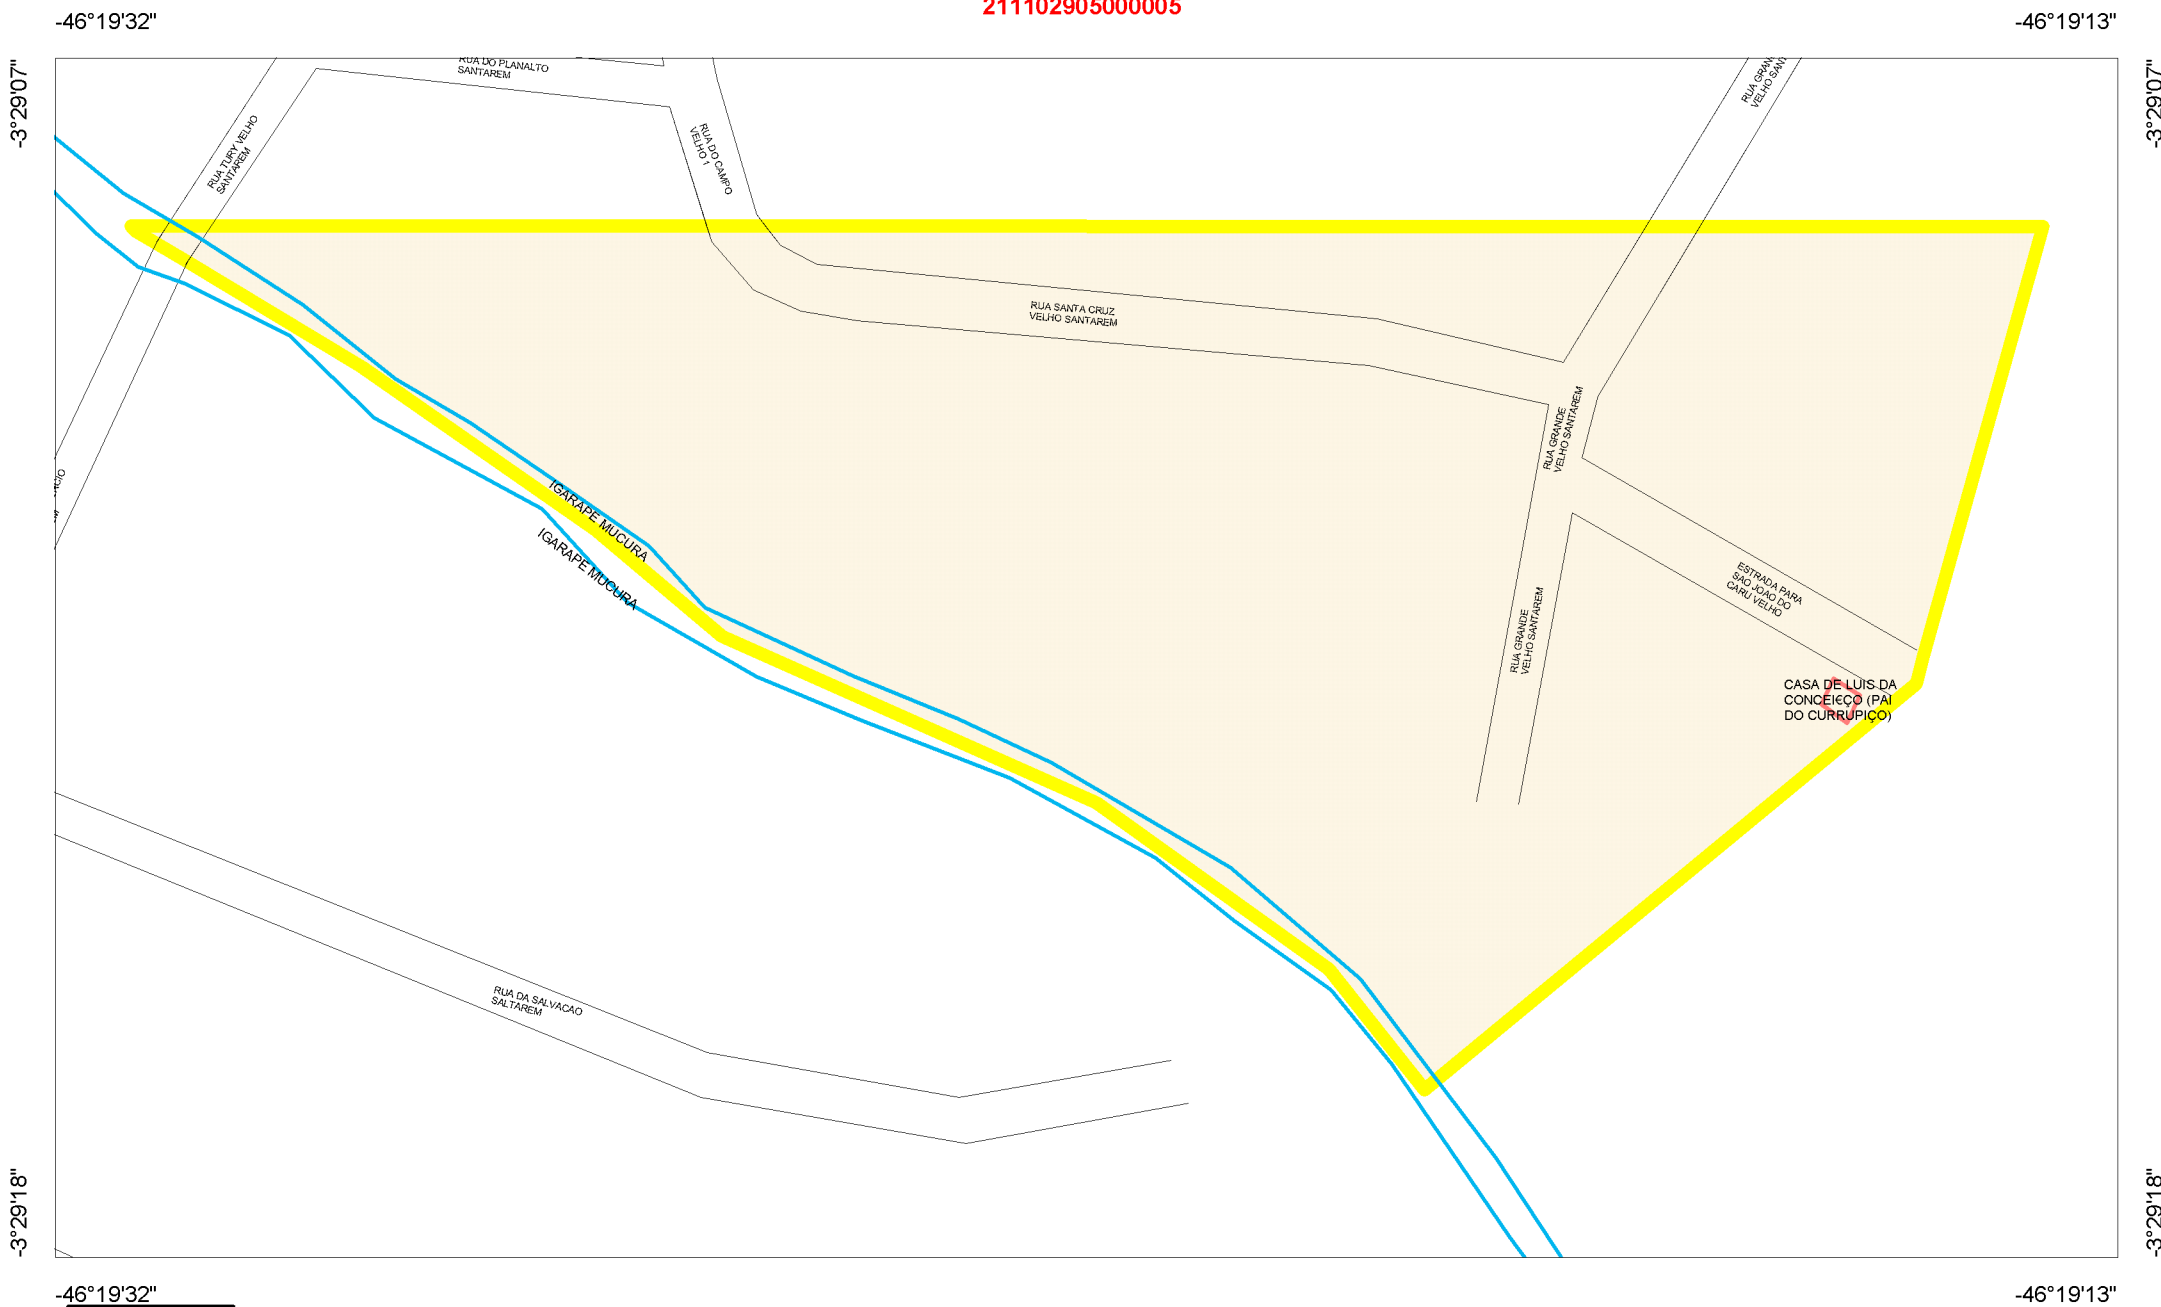 211102905000005
-46°19'32"
-46°19'13"
-3°29'07"
-3°29'07"
RUA DO PLANALTO
SANTAREM
RUA TURY VELHO
SANTAREM
RUA DO CAMPO
VELHO 1
RUA SANTA CRUZ
VELHO SANTAREM
RUA GRANDE
VELHO SANTAREM
IGARAPE MUCURA
IGARAPE MUCURA
RUA GRANDE
VELHO SANTAREM
ESTRADA PARA
SAO JOAO DO
CARU VELHO
CASA DE LUIS DA
CONCEIÇÇO (PAI
DO CURRUPIÇO)
RUA DA SALVACAO
SALTAREM
-3°29'18"
-3°29'18"
-46°19'32"
-46°19'13"